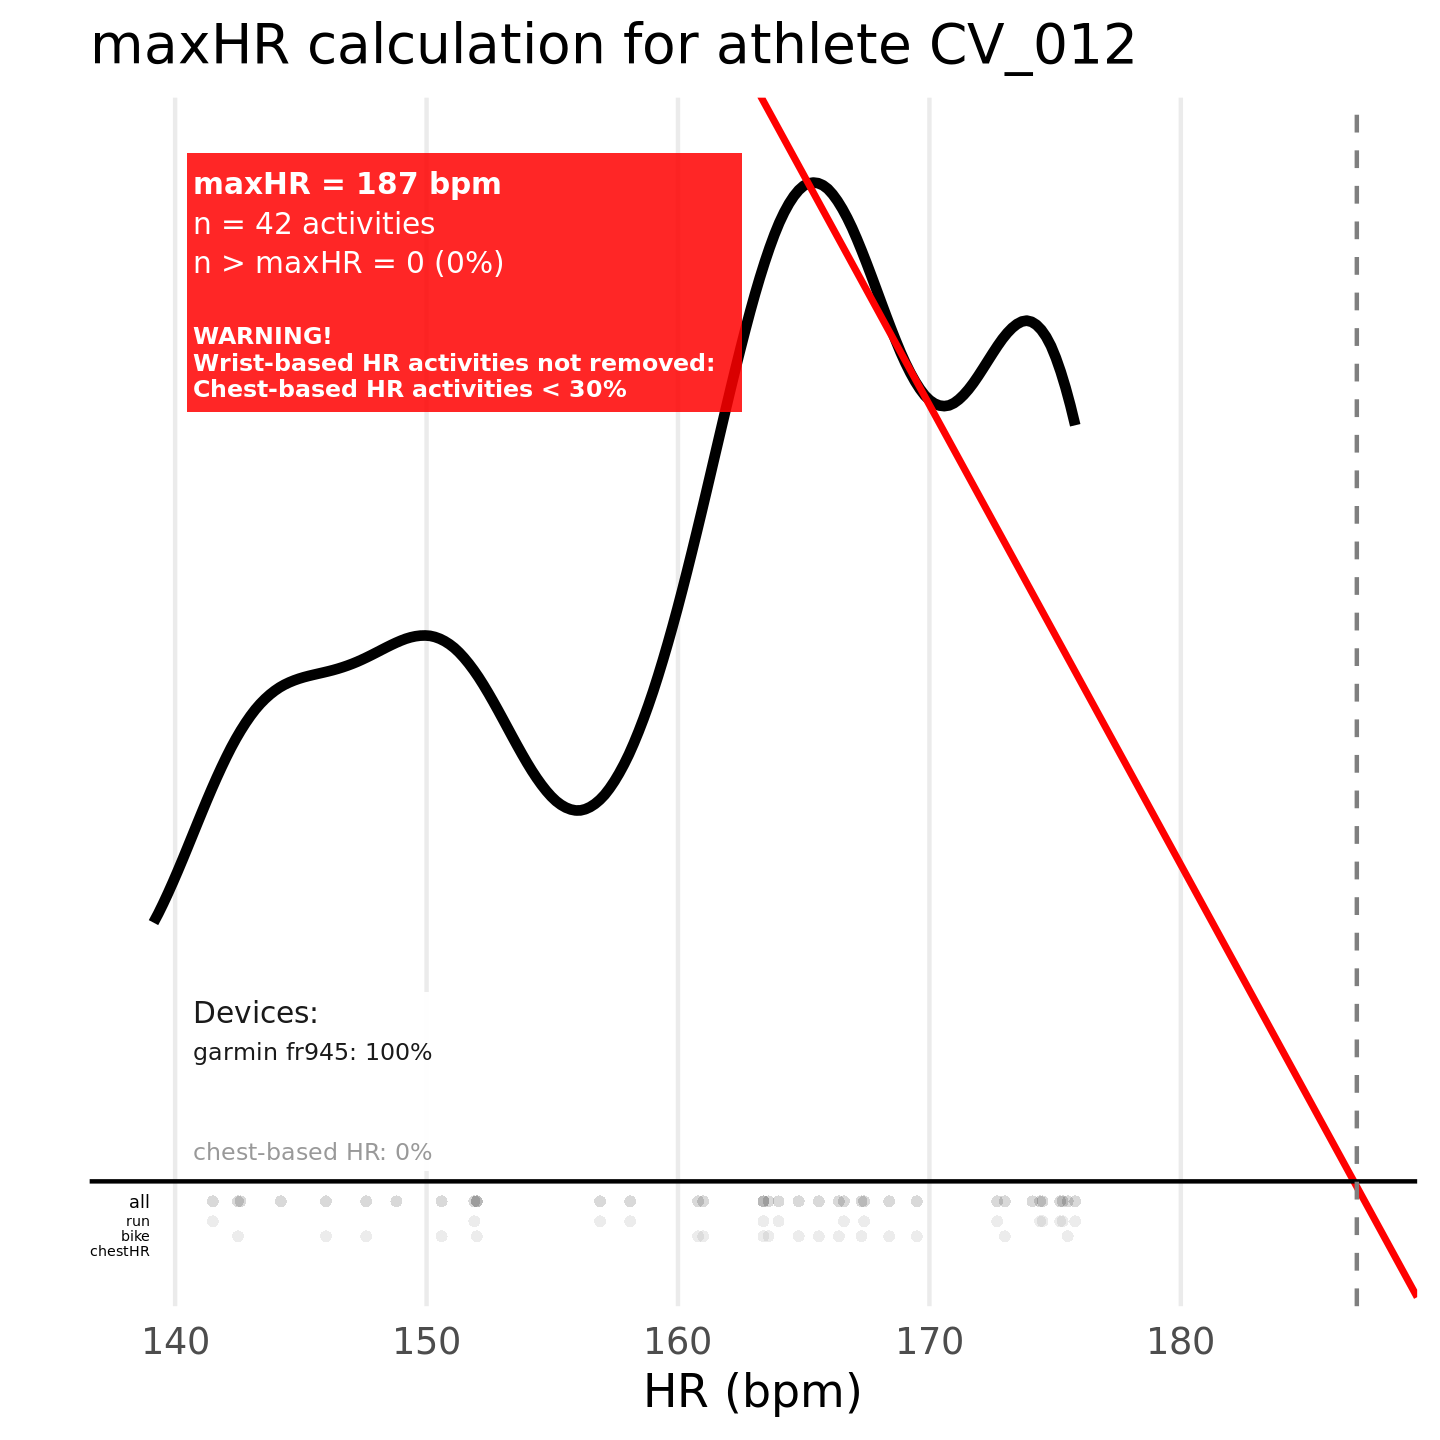 maxHR calculation for athlete CV_012
maxHR = 187 bpm
n = 42 activities
n > maxHR = 0 (0%)
WARNING!
Wrist-based HR activities not removed:
Chest-based HR activities < 30%
Devices:
garmin fr945: 100%
chest-based HR: 0%
all
run
bike
chestHR
140 150 160 170 180
HR (bpm)